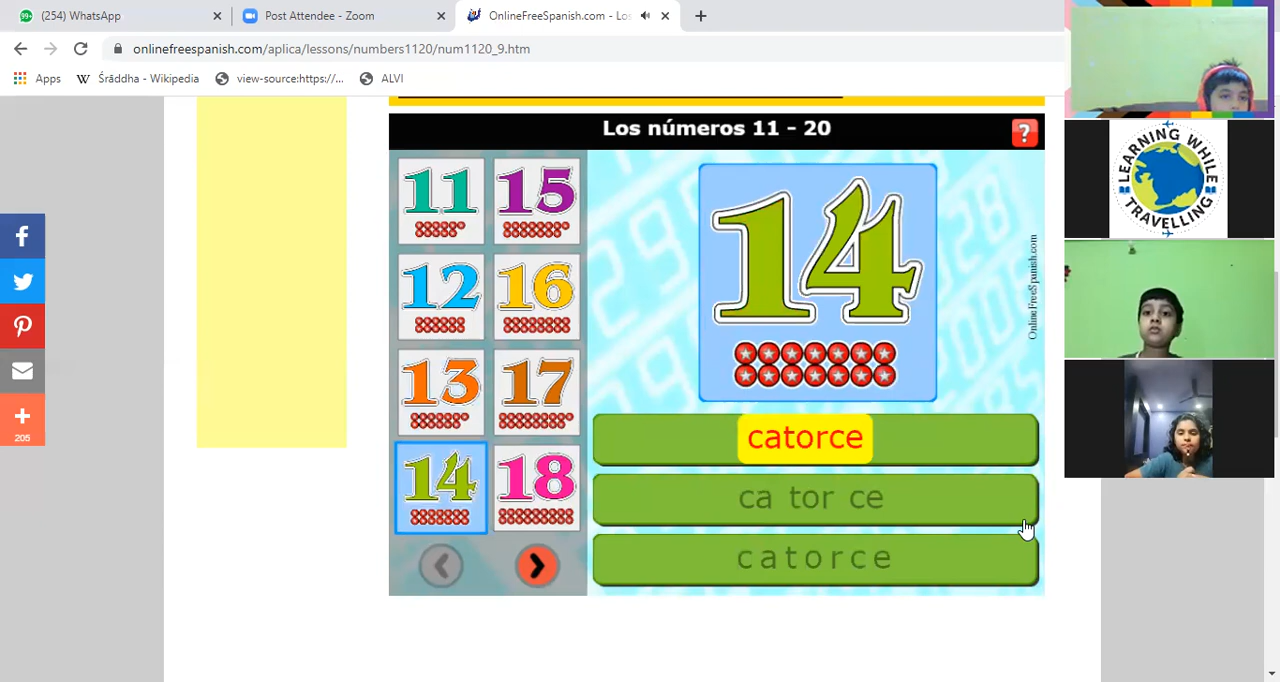 (254) WhatsApp
Post Attendee - Zoom
OnlineFreeSpanish.com - Los
onlinefreespanish.com/aplica/lessons/numbers1120/num1120_9.htm
Apps
Śráddha - Wikipedia
view-source:https://...
ALVI
Los números 11 - 20
?
11
15
14
12
16
13
17
14
18
OnlineFreeSpanish.com
catorce
ca tor ce
catorce
205
LEARNING WHILE
TRAVELLING